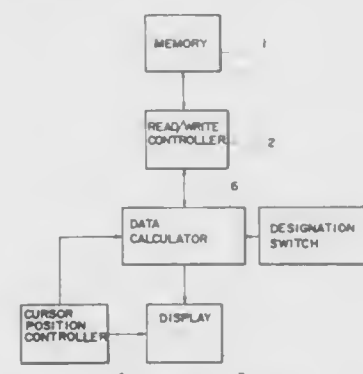 MEMORY 1
READ/WRITE
CONTROLLER 2
6
DATA
CALCULATOR
DESIGNATION
SWITCH
CURSOR
POSITION
CONTROLLER
DISPLAY